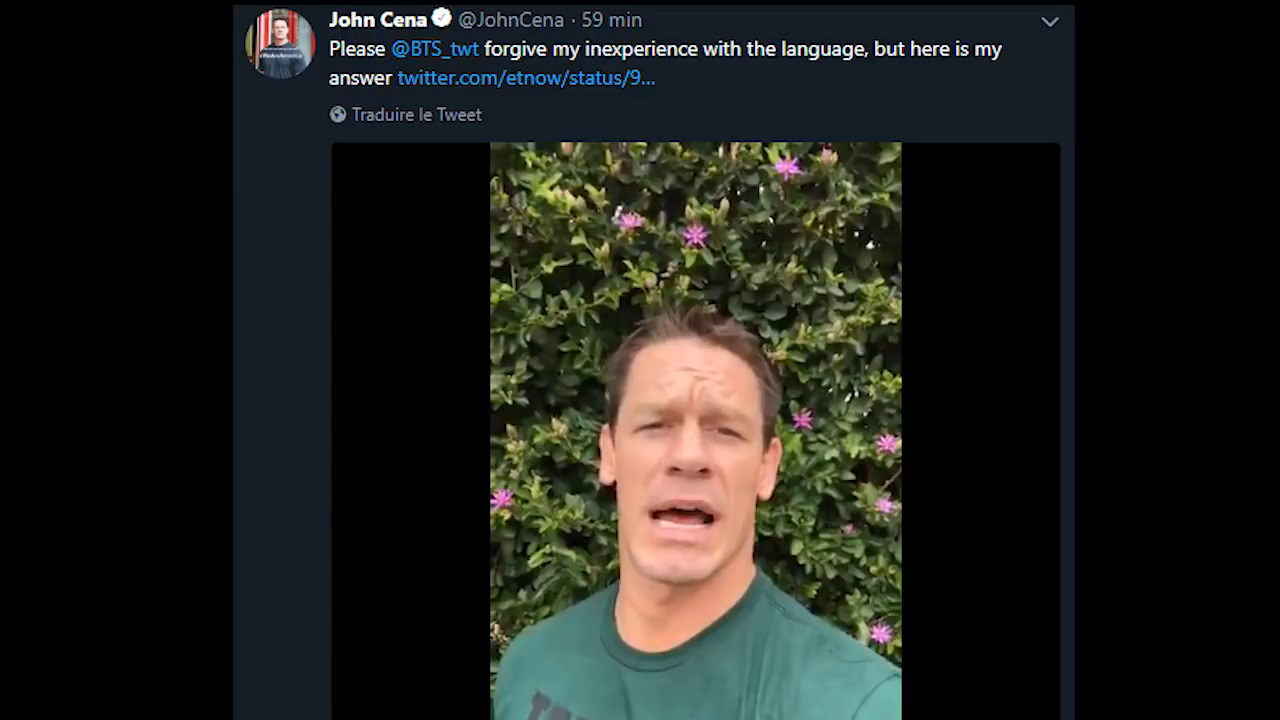 John Cena @JohnCena · 59 min
Please @BTS_twt forgive my inexperience with the language, but here is my
answer twitter.com/etnow/status/9...
Traduire le Tweet